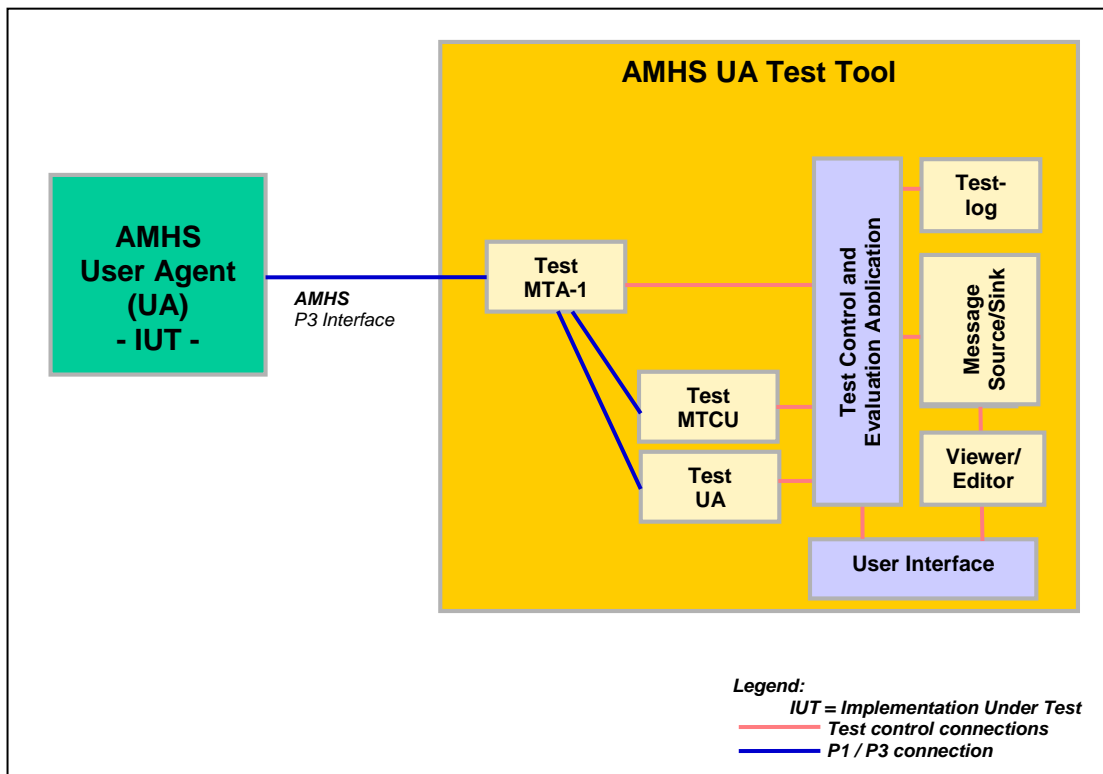 AMHS UA Test Tool
AMHS
User Agent
(UA)
- IUT -
AMHS
P3 Interface
Test
MTA-1
Test
MTCU
Test
UA
Test Control and
Evaluation Application
Test-
log
Message
Source/Sink
Viewer/
Editor
User Interface
Legend:
IUT = Implementation Under Test
Test control connections
P1 / P3 connection